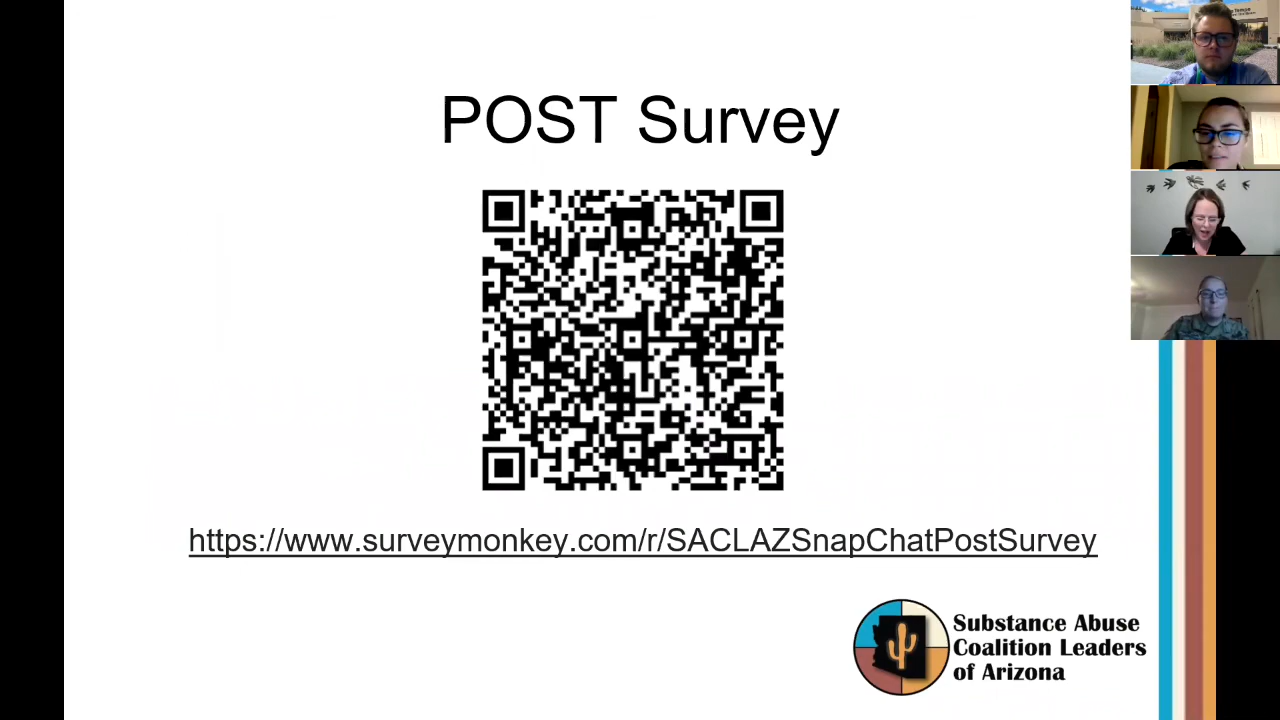 POST Survey
https://www.surveymonkey.com/r/SACLAZSnapChatPostSurvey
Substance Abuse
Coalition Leaders
of Arizona